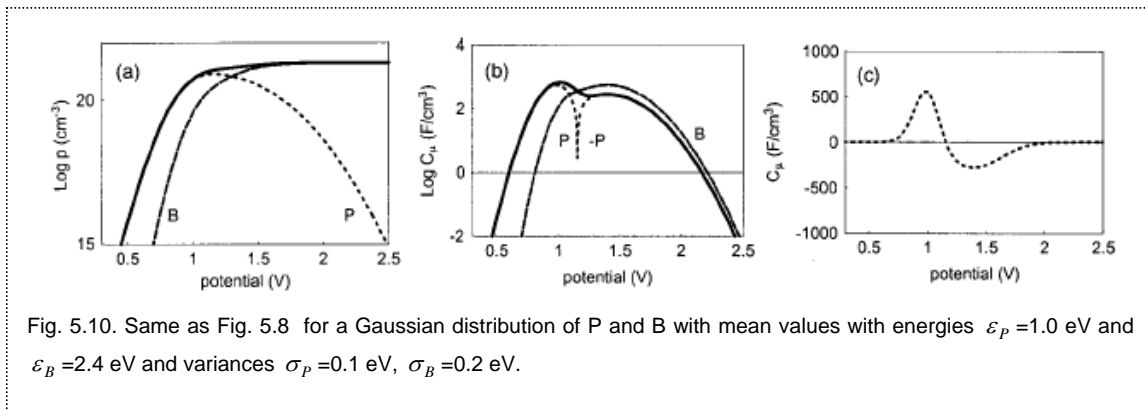 (a)
Log p (cm⁻³)
20
15
B
P
0.5 1 1.5 2 2.5
potential (V)
(b)
Log Cμ (F/cm³)
4
2
0
-2
P
-P
B
0.5 1 1.5 2 2.5
potential (V)
(c)
Cμ (F/cm³)
1000
500
0
-500
-1000
0.5 1 1.5 2 2.5
potential (V)
Fig. 5.10. Same as Fig. 5.8 for a Gaussian distribution of P and B with mean values with energies εP =1.0 eV and
εB =2.4 eV and variances σP =0.1 eV, σB =0.2 eV.